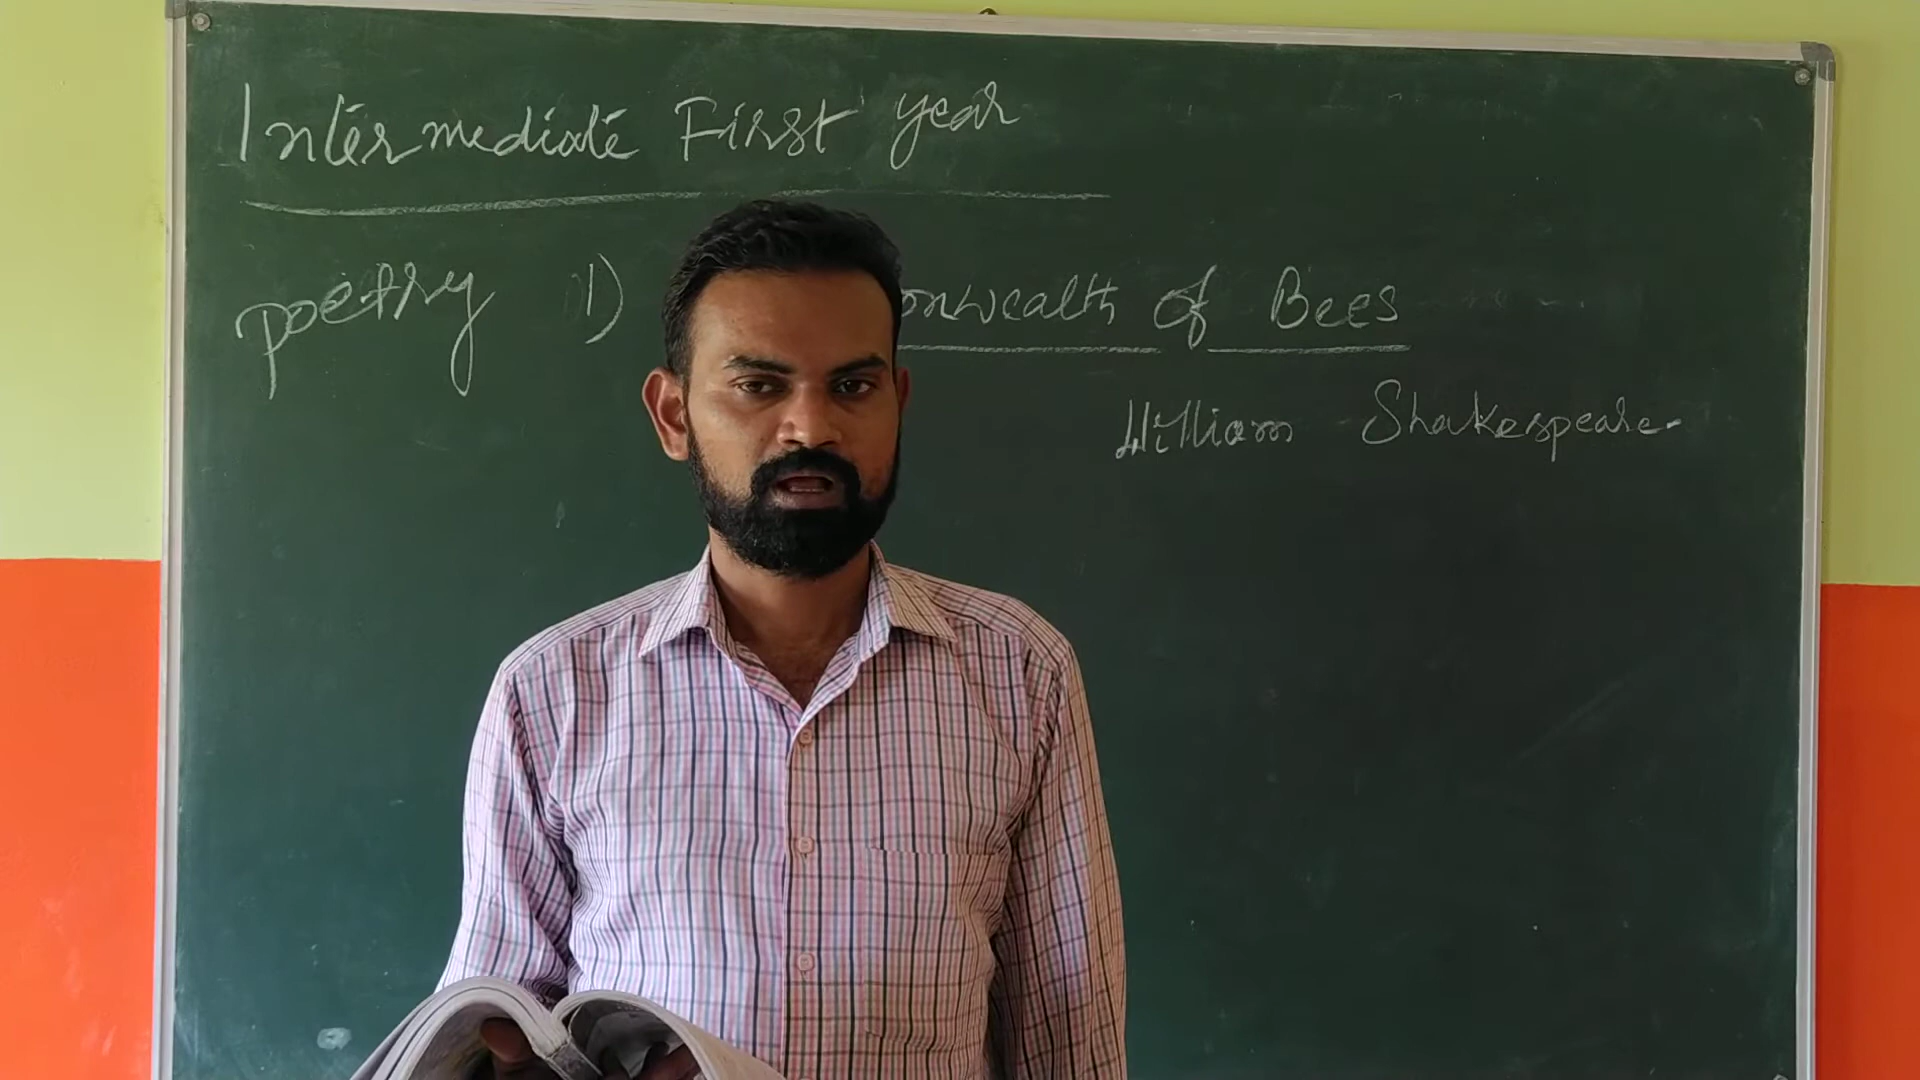 Intermediate First year
poetry 1) onwealth of Bees
William Shakespeare-